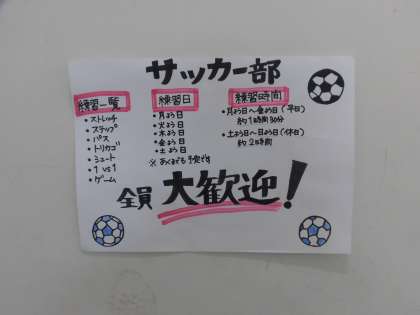 サッカー部
練習一覧
・ストレッチ
・ステップ
・パス
・トリカゴ
・シュート
・1 vs 1
・ゲーム
練習日
・月よう日
・火よう日
・木よう日
・金よう日
・土よう日
※あくまでも予定です
練習時間
・月よう日〜金よう日(平日)
約1時間30分
・土よう日〜日よう日(休日)
約2時間
全員 大歓迎!